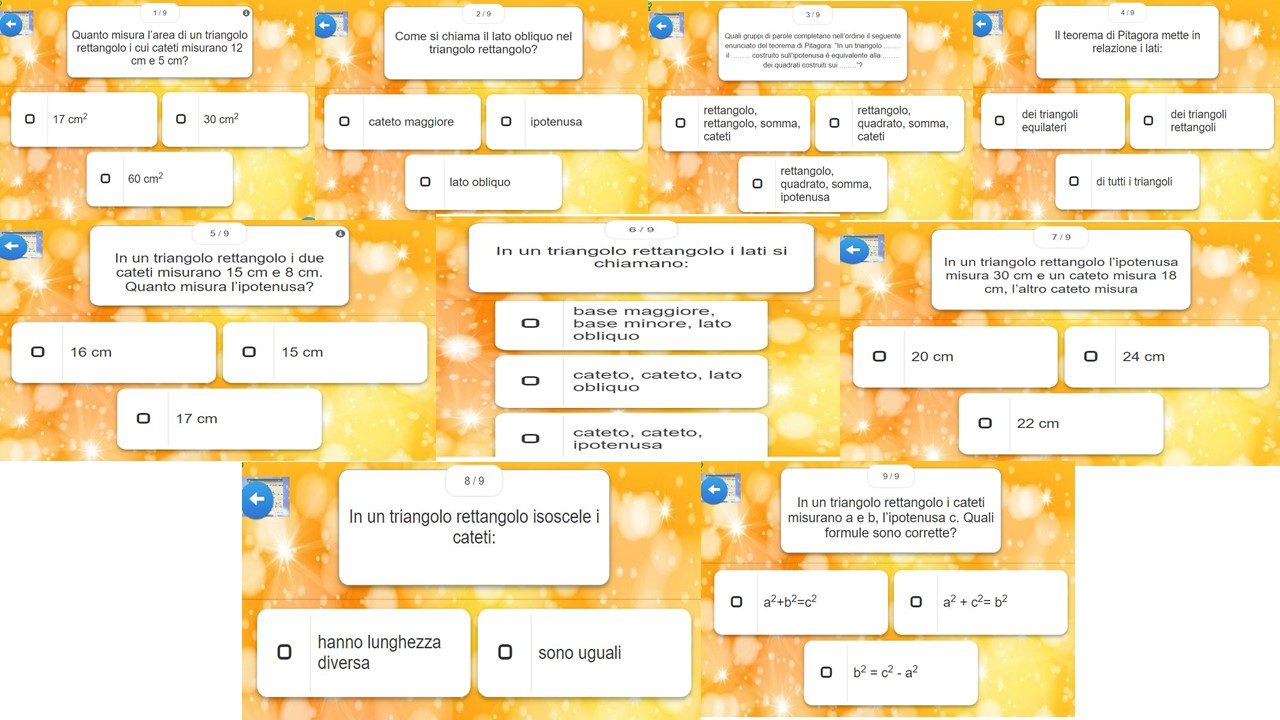 1 / 9
Quanto misura l'area di un triangolo
rettangolo i cui cateti misurano 12
cm e 5 cm?
17 cm²
30 cm²
60 cm²
2 / 9
Come si chiama il lato obliquo nel
triangolo rettangolo?
cateto maggiore
ipotenusa
lato obliquo
3 / 9
Quali gruppi di parole completano nell'ordine il seguente
enunciato del teorema di Pitagora: "In un triangolo ........
il ........ costruito sull'ipotenusa è equivalente alla ........
dei quadrati costruiti sui ........"?
rettangolo,
rettangolo, somma,
cateti
rettangolo,
quadrato, somma,
cateti
rettangolo,
quadrato, somma,
ipotenusa
4 / 9
Il teorema di Pitagora mette in
relazione i lati:
dei triangoli
equilateri
dei triangoli
rettangoli
di tutti i triangoli
5 / 9
In un triangolo rettangolo i due
cateti misurano 15 cm e 8 cm.
Quanto misura l'ipotenusa?
16 cm
15 cm
17 cm
6 / 9
In un triangolo rettangolo i lati si
chiamano:
base maggiore,
base minore, lato
obliquo
cateto, cateto, lato
obliquo
cateto, cateto,
ipotenusa
7 / 9
In un triangolo rettangolo l'ipotenusa
misura 30 cm e un cateto misura 18
cm, l'altro cateto misura
20 cm
24 cm
22 cm
8 / 9
In un triangolo rettangolo isoscele i
cateti:
hanno lunghezza
diversa
sono uguali
9 / 9
In un triangolo rettangolo i cateti
misurano a e b, l'ipotenusa c. Quali
formule sono corrette?
a²+b²=c²
a² + c²= b²
b² = c² - a²